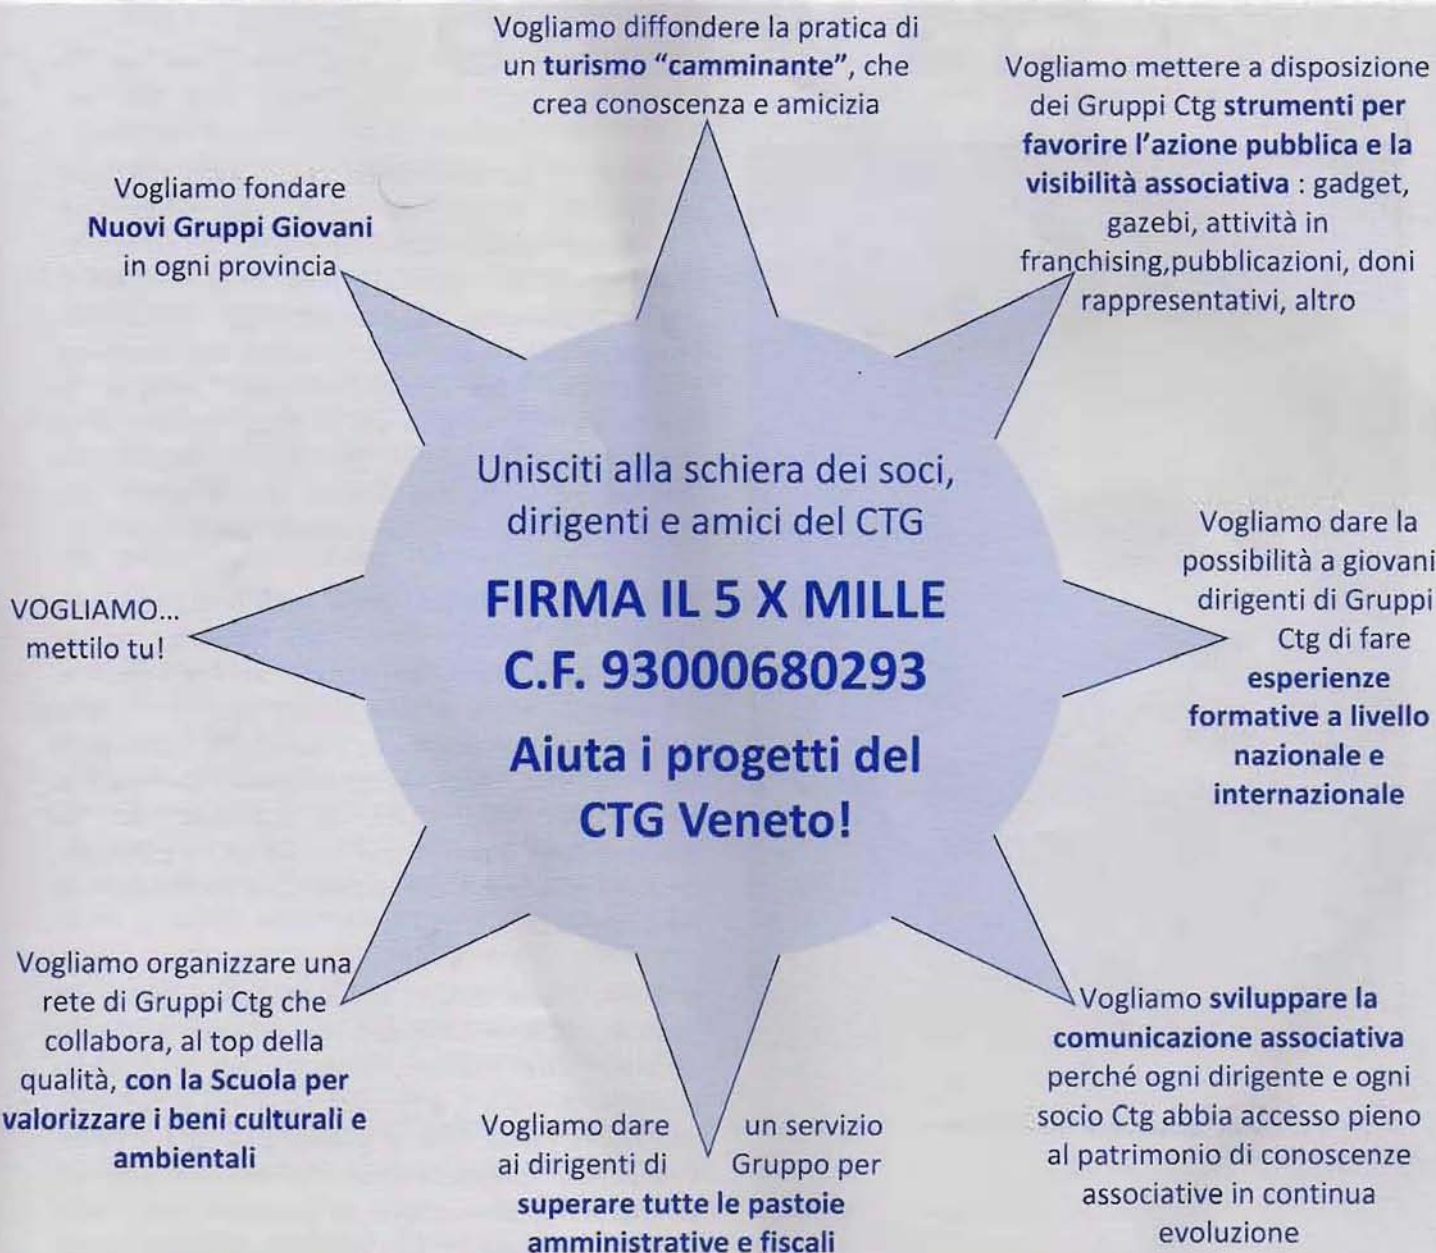 Vogliamo diffondere la pratica di
un turismo “camminante”, che
crea conoscenza e amicizia
Vogliamo mettere a disposizione
dei Gruppi Ctg strumenti per
favorire l’azione pubblica e la
visibilità associativa : gadget,
gazebi, attività in
franchising,pubblicazioni, doni
rappresentativi, altro
Vogliamo fondare
Nuovi Gruppi Giovani
in ogni provincia
Unisciti alla schiera dei soci,
dirigenti e amici del CTG
FIRMA IL 5 X MILLE
C.F. 93000680293
Aiuta i progetti del
CTG Veneto!
VOGLIAMO...
mettilo tu!
Vogliamo dare la
possibilità a giovani
dirigenti di Gruppi
Ctg di fare
esperienze
formative a livello
nazionale e
internazionale
Vogliamo organizzare una
rete di Gruppi Ctg che
collabora, al top della
qualità, con la Scuola per
valorizzare i beni culturali e
ambientali
Vogliamo dare un servizio
ai dirigenti di Gruppo per
superare tutte le pastoie
amministrative e fiscali
Vogliamo sviluppare la
comunicazione associativa
perché ogni dirigente e ogni
socio Ctg abbia accesso pieno
al patrimonio di conoscenze
associative in continua
evoluzione